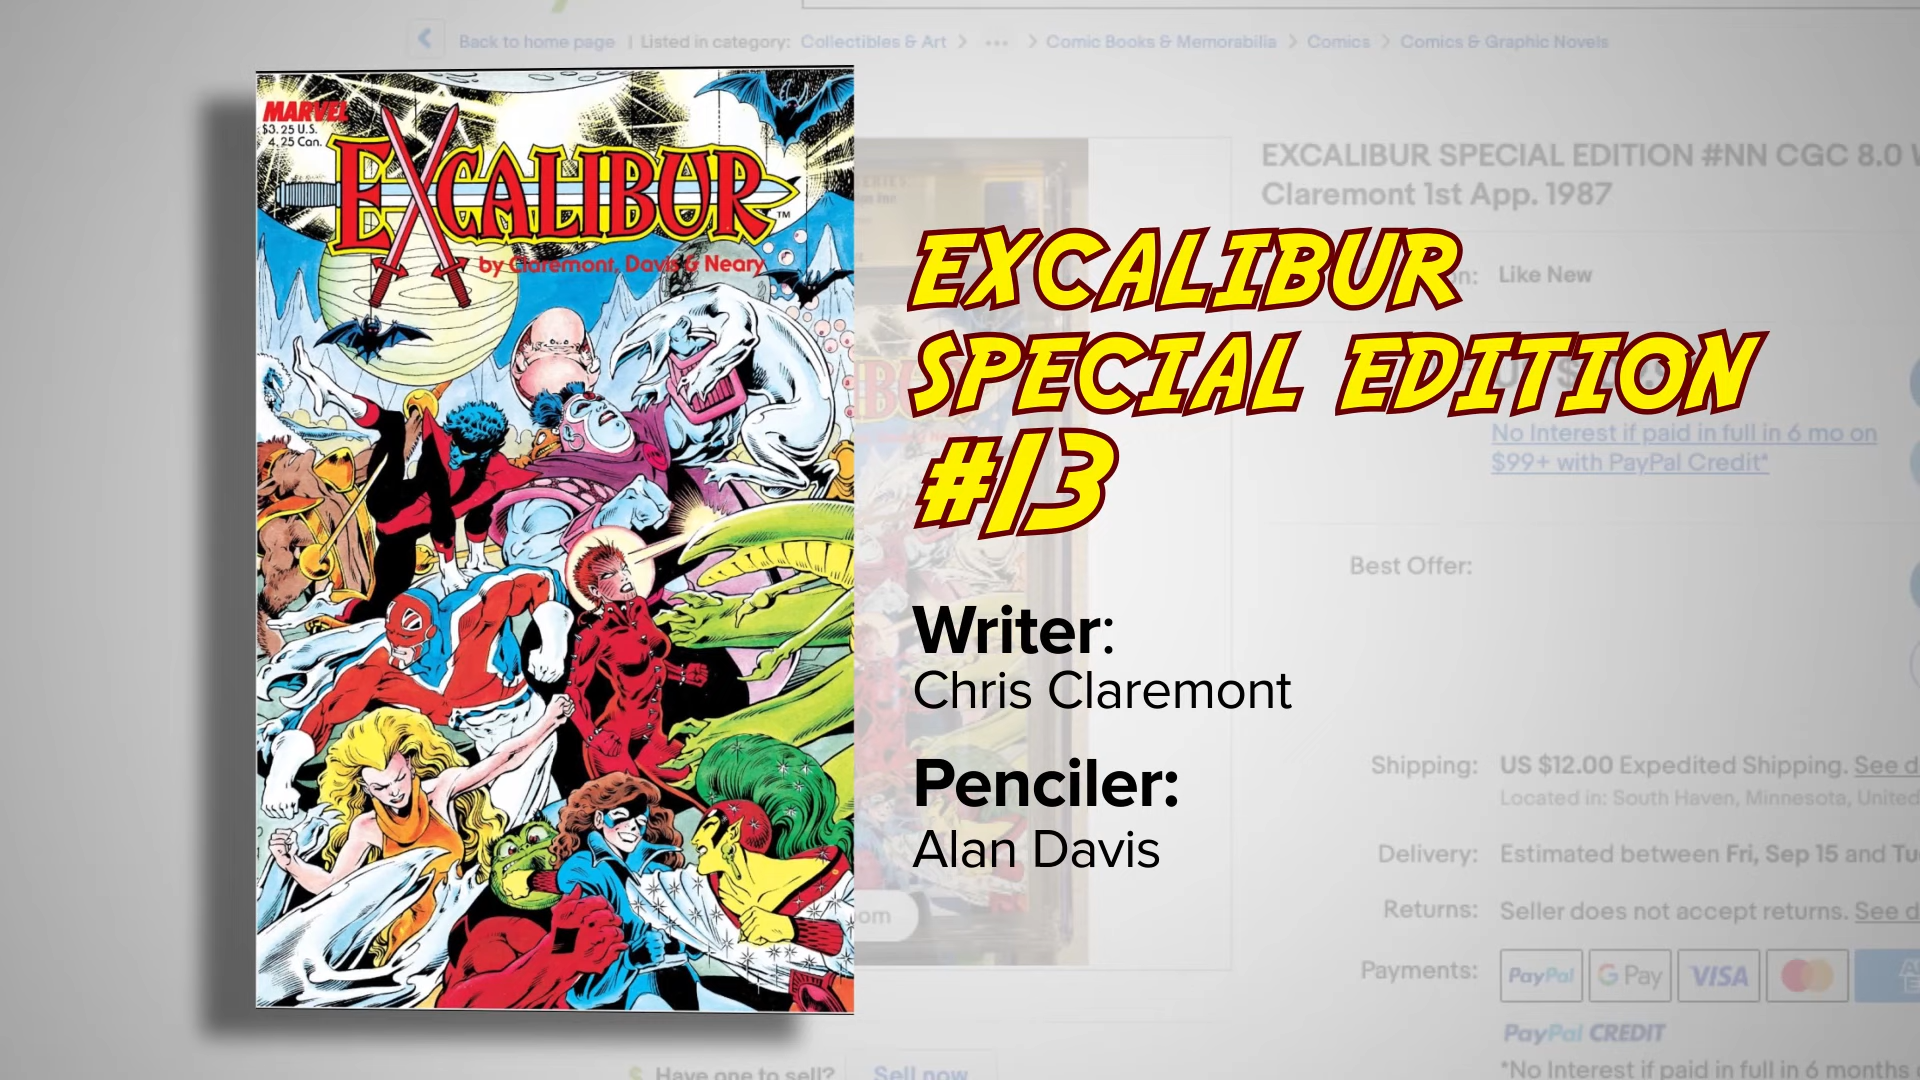 Back to home page | Listed in category: Collectibles & Art > ••• > Comic Books & Memorabilia > Comics > Comics & Graphic Novels
MARVEL
$3.25 U.S.
4.25 Can.
EXCALIBUR™
by Claremont, Davis & Neary
EXCALIBUR SPECIAL EDITION #NN CGC 8.0
Claremont 1st App. 1987
Like New
EXCALIBUR
SPECIAL EDITION
#13
No Interest if paid in full in 6 mo on
$99+ with PayPal Credit*
Best Offer:
Writer:
Chris Claremont
Penciler:
Alan Davis
Shipping: US $12.00 Expedited Shipping. See
Located in: South Haven, Minnesota, United
Delivery: Estimated between Fri, Sep 15 and
Returns: Seller does not accept returns. See
Payments: PayPal G Pay VISA
PayPal CREDIT
*No Interest if paid in full in 6 months
Have one to sell? Sell now